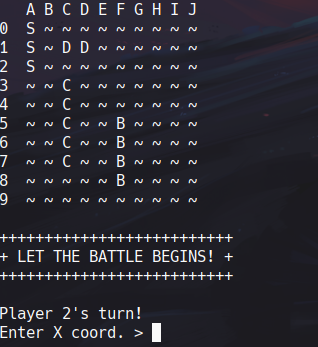 A B C D E F G H I J
0 S ~ ~ ~ ~ ~ ~ ~ ~ ~
1 S ~ D D ~ ~ ~ ~ ~ ~
2 S ~ ~ ~ ~ ~ ~ ~ ~ ~
3 ~ ~ C ~ ~ ~ ~ ~ ~ ~
4 ~ ~ C ~ ~ ~ ~ ~ ~ ~
5 ~ ~ C ~ ~ B ~ ~ ~ ~
6 ~ ~ C ~ ~ B ~ ~ ~ ~
7 ~ ~ C ~ ~ B ~ ~ ~ ~
8 ~ ~ ~ ~ ~ B ~ ~ ~ ~
9 ~ ~ ~ ~ ~ ~ ~ ~ ~ ~
++++++++++++++++++++++++++
+ LET THE BATTLE BEGINS! +
++++++++++++++++++++++++++
Player 2's turn!
Enter X coord. >